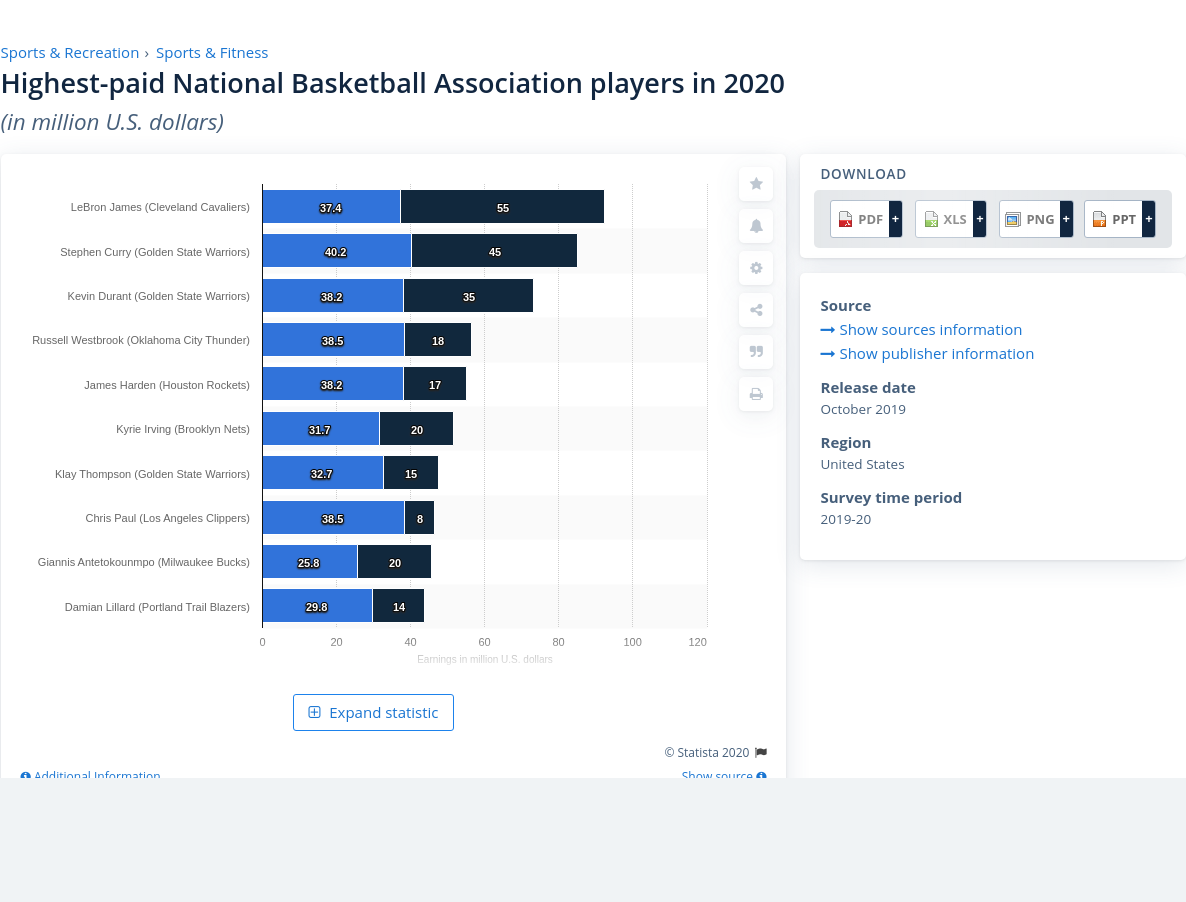 Sports & Recreation › Sports & Fitness
Highest-paid National Basketball Association players in 2020
(in million U.S. dollars)
LeBron James (Cleveland Cavaliers) 37.4 55
Stephen Curry (Golden State Warriors) 40.2 45
Kevin Durant (Golden State Warriors) 38.2 35
Russell Westbrook (Oklahoma City Thunder) 38.5 18
James Harden (Houston Rockets) 38.2 17
Kyrie Irving (Brooklyn Nets) 31.7 20
Klay Thompson (Golden State Warriors) 32.7 15
Chris Paul (Los Angeles Clippers) 38.5 8
Giannis Antetokounmpo (Milwaukee Bucks) 25.8 20
Damian Lillard (Portland Trail Blazers) 29.8 14
0 20 40 60 80 100 120
Earnings in million U.S. dollars
Expand statistic
© Statista 2020
Additional Information Show source
DOWNLOAD
PDF + XLS + PNG + PPT +
Source
Show sources information
Show publisher information
Release date
October 2019
Region
United States
Survey time period
2019-20